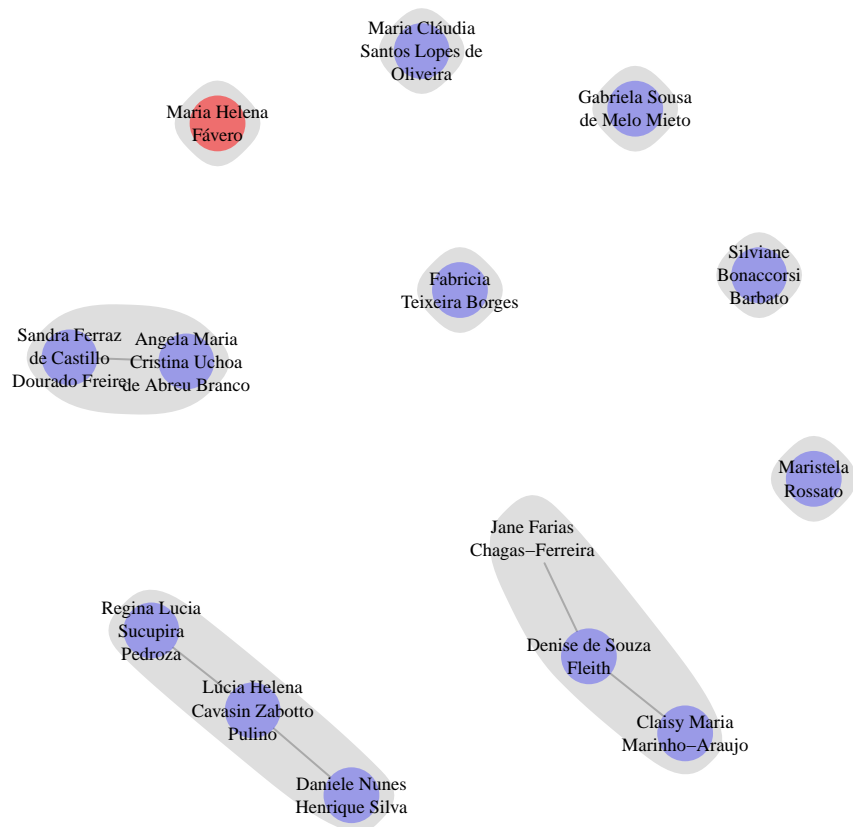 Maria Cláudia
Santos Lopes de
Oliveira
Maria Helena
Fávero
Gabriela Sousa
de Melo Mieto
Silviane
Bonaccorsi
Barbato
Fabricia
Teixeira Borges
Sandra Ferraz
de Castillo
Dourado Freire
Angela Maria
Cristina Uchoa
de Abreu Branco
Maristela
Rossato
Jane Farias
Chagas−Ferreira
Regina Lucia
Sucupira
Pedroza
Denise de Souza
Fleith
Lúcia Helena
Cavasin Zabotto
Pulino
Claisy Maria
Marinho−Araujo
Daniele Nunes
Henrique Silva